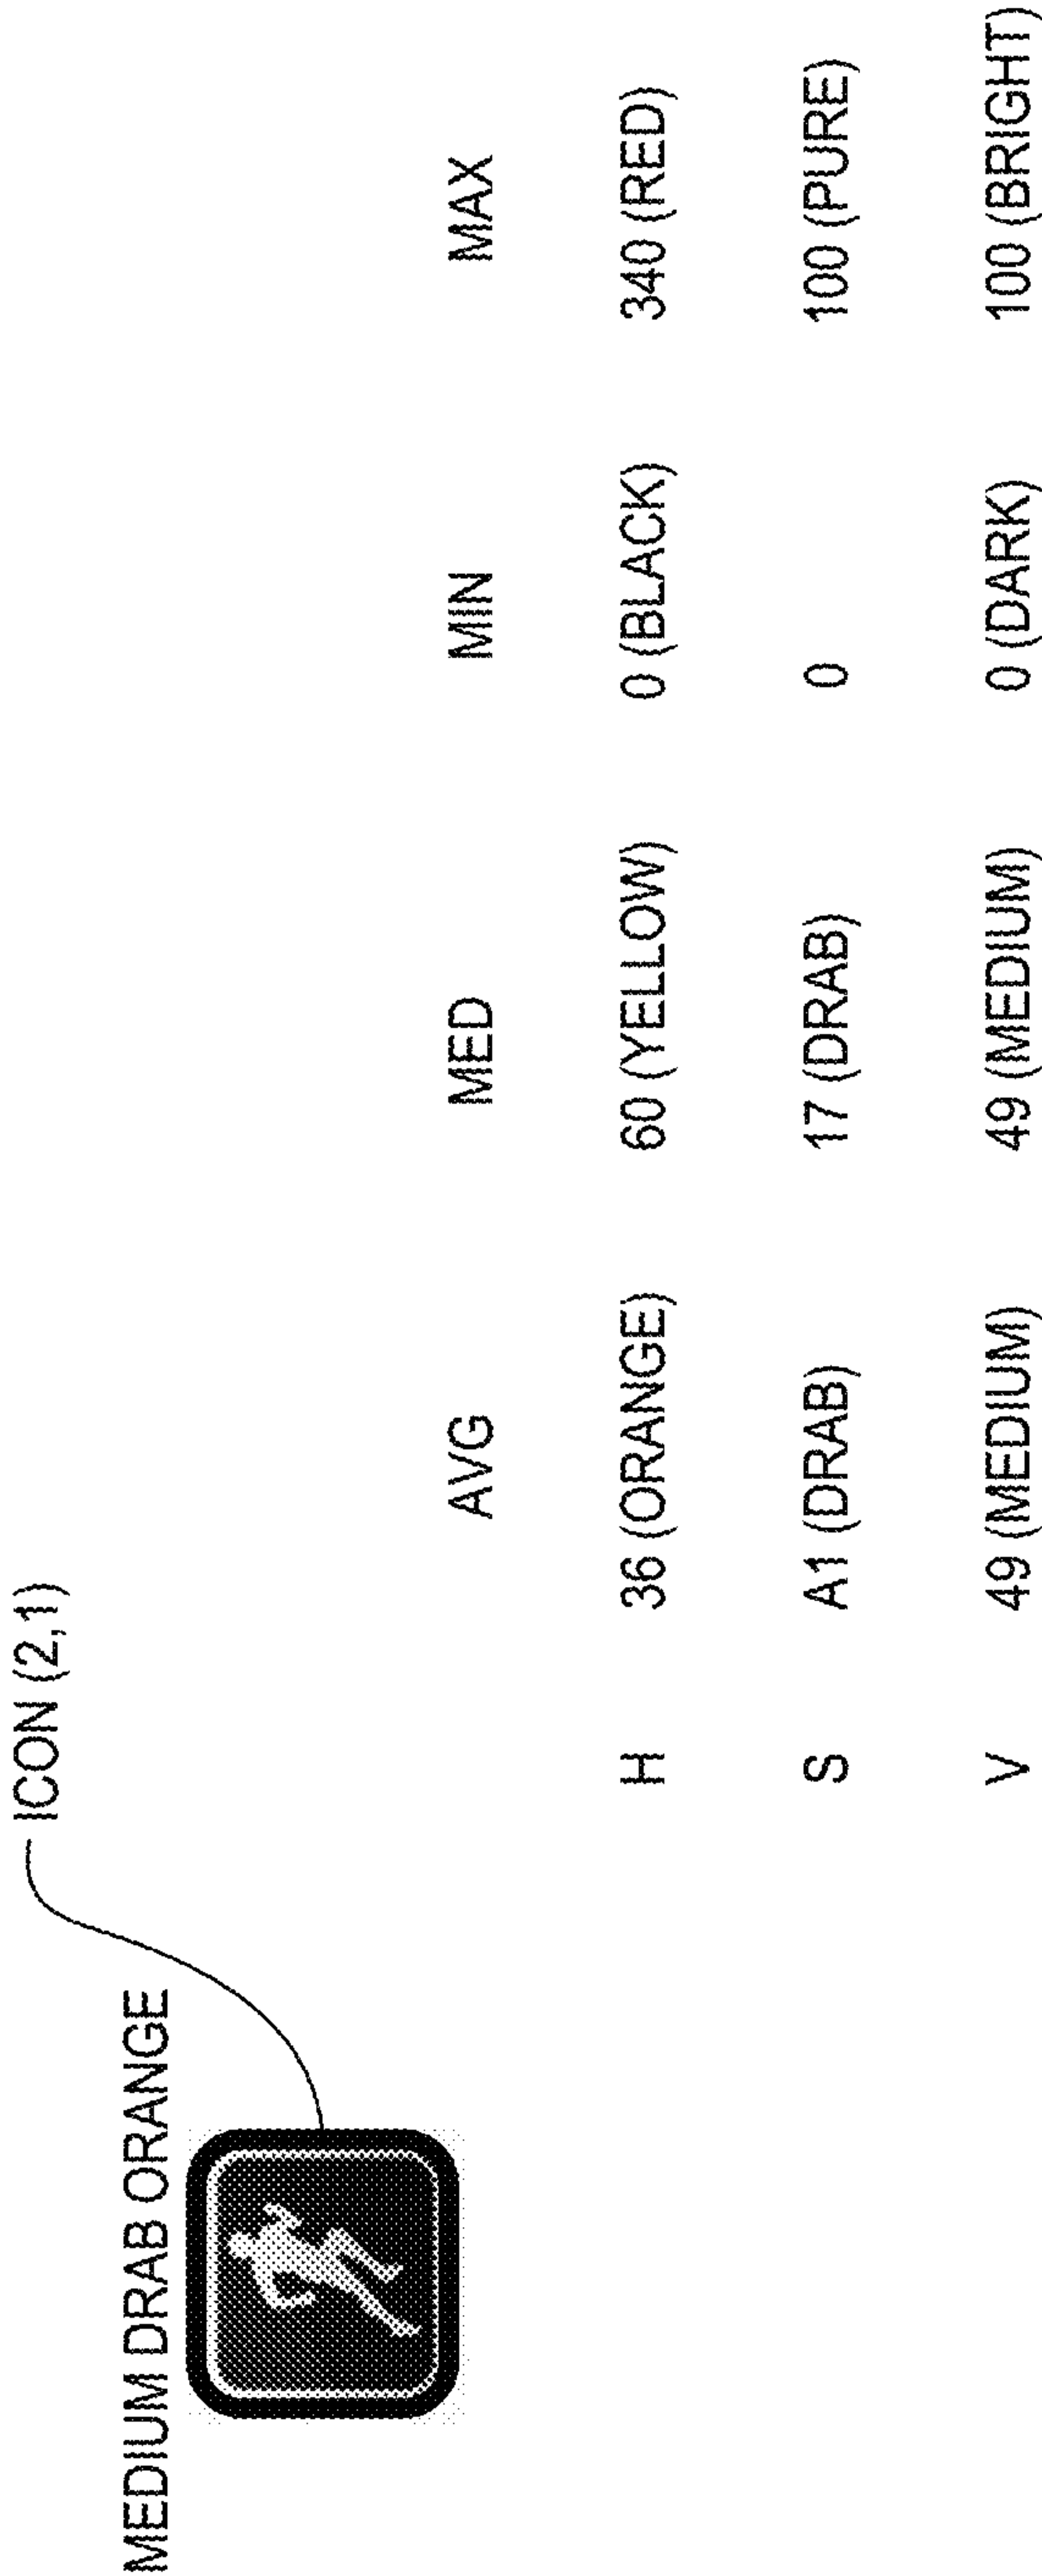 ICON (2,1)
MEDIUM DRAB ORANGE
AVG MED MIN MAX
H 36 (ORANGE) 60 (YELLOW) 0 (BLACK) 340 (RED)
S A1 (DRAB) 17 (DRAB) 0 100 (PURE)
V 49 (MEDIUM) 49 (MEDIUM) 0 (DARK) 100 (BRIGHT)